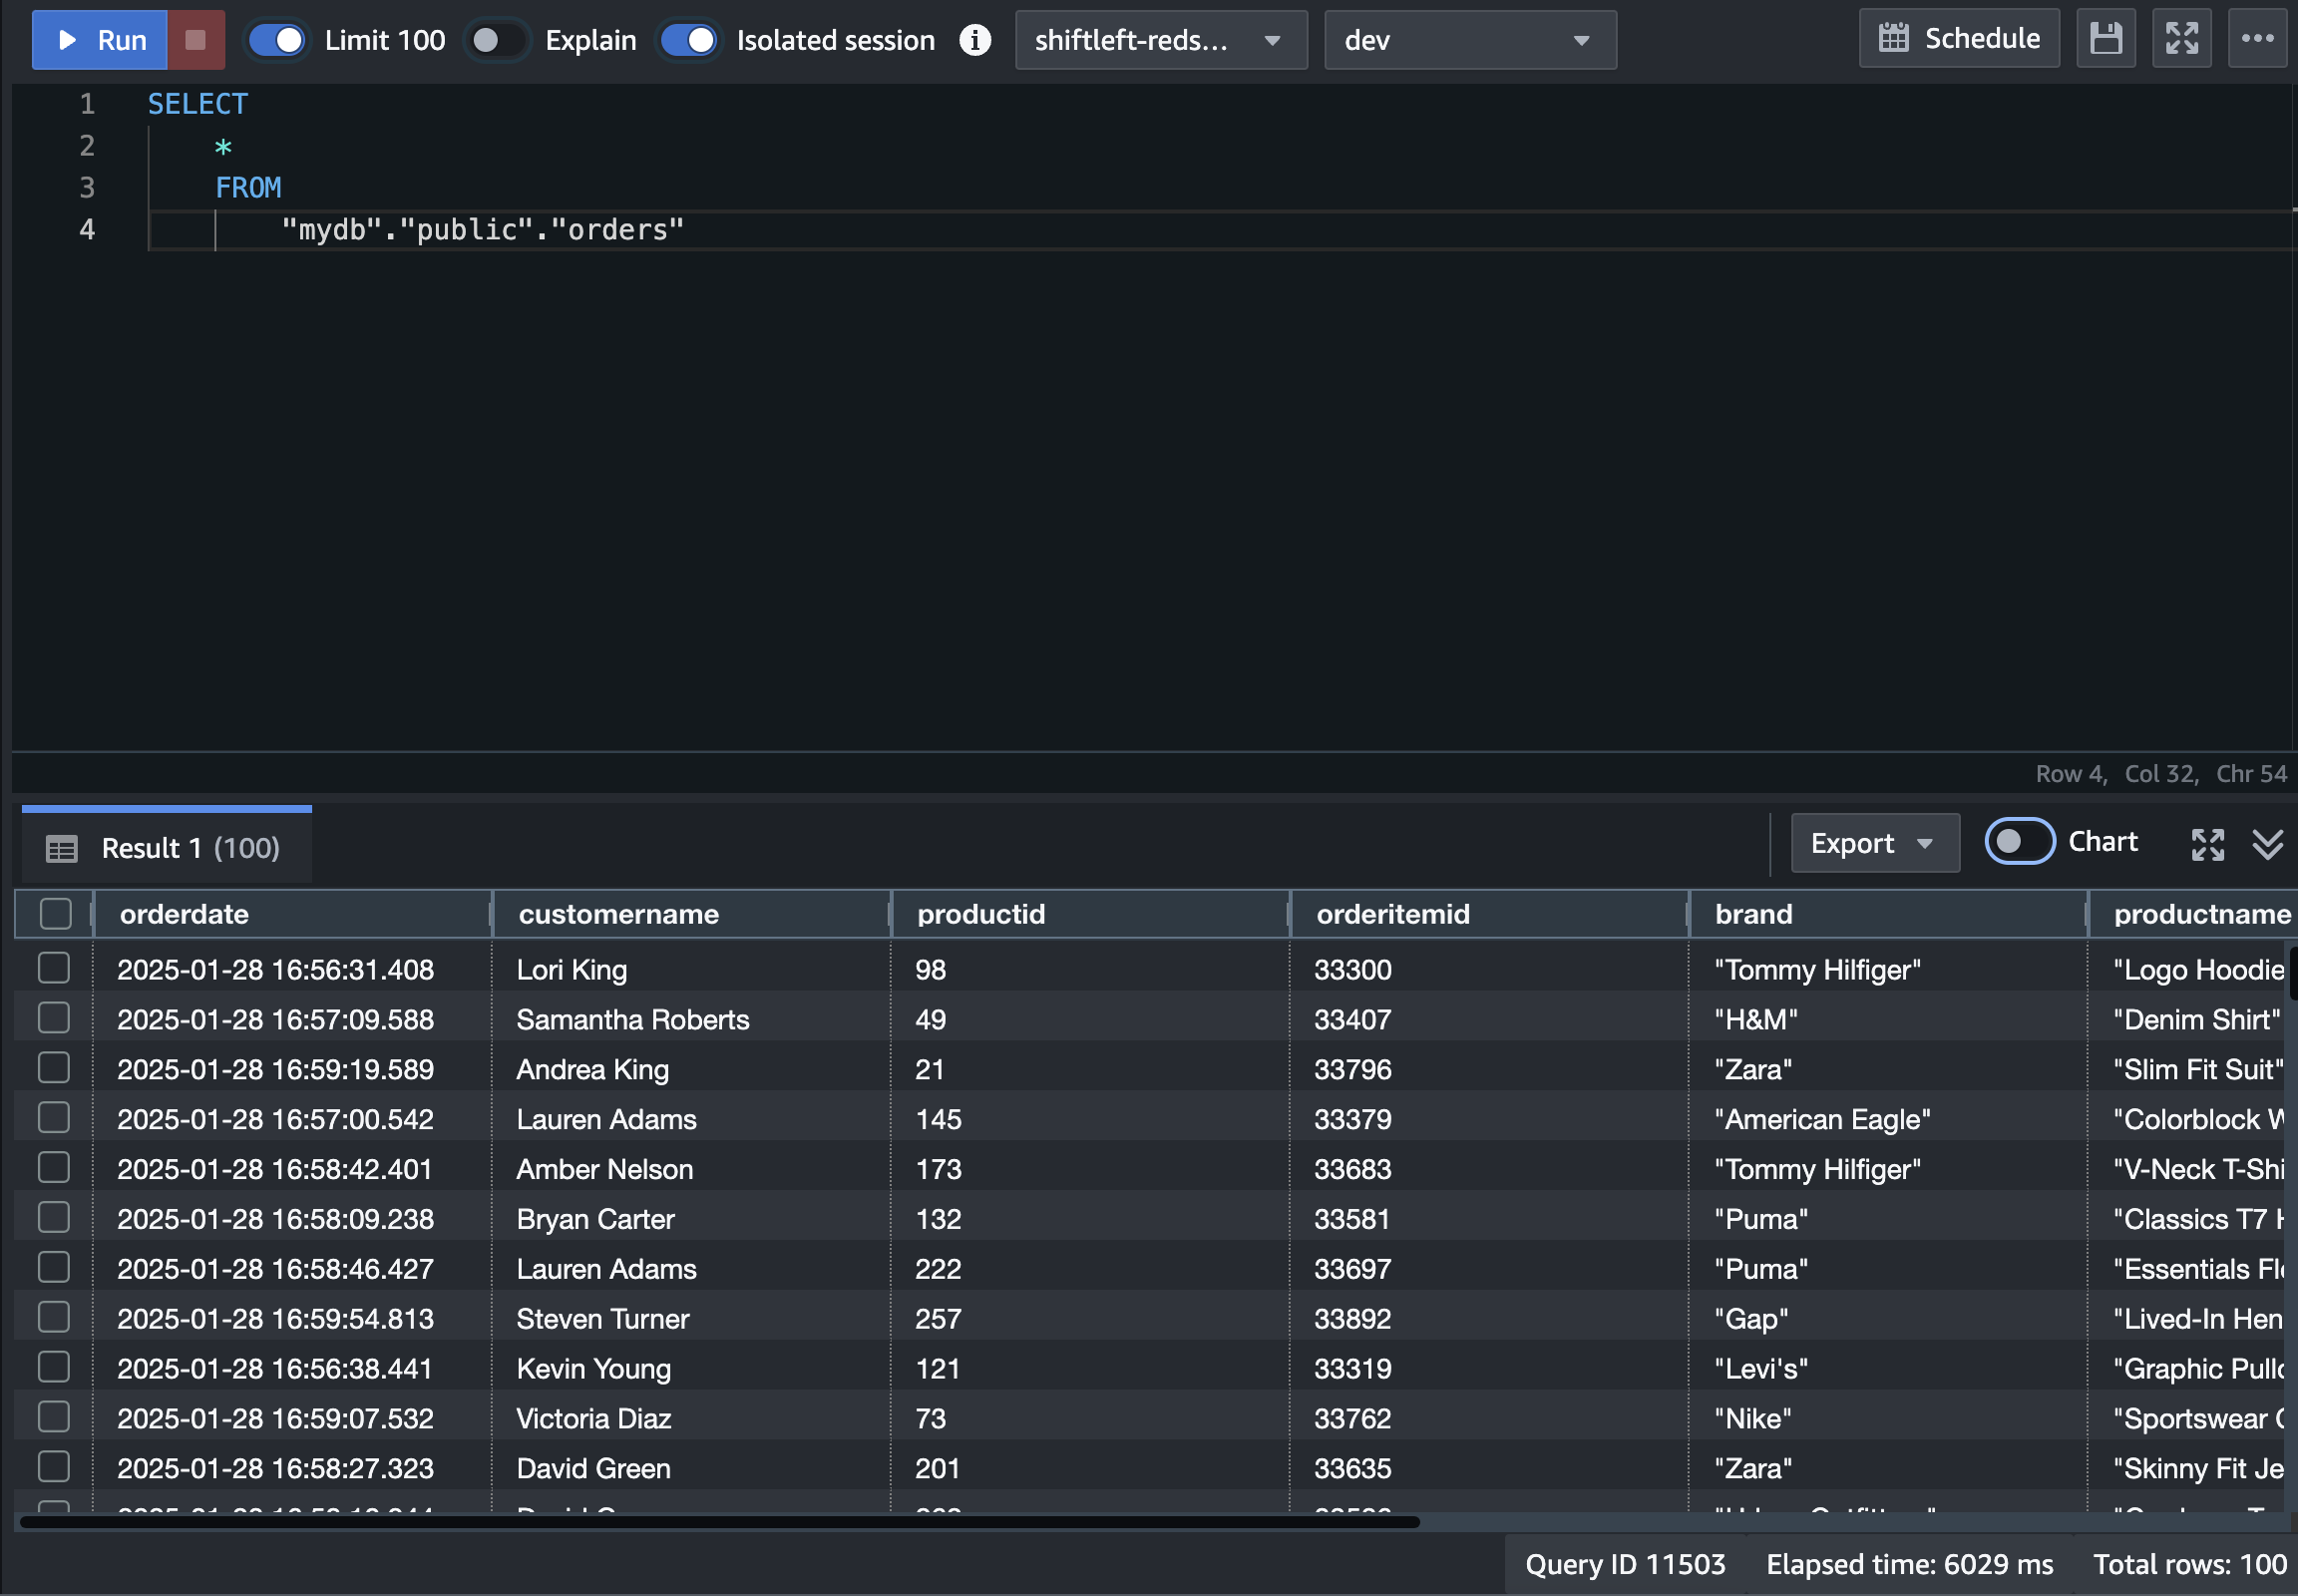 Run Limit 100 Explain Isolated session i shiftleft-reds... dev Schedule
1 SELECT
2 *
3 FROM
4 "mydb"."public"."orders"
Row 4, Col 32, Chr 54
Result 1 (100) Export Chart
orderdate customername productid orderitemid brand productname
2025-01-28 16:56:31.408 Lori King 98 33300 "Tommy Hilfiger" "Logo Hoodie
2025-01-28 16:57:09.588 Samantha Roberts 49 33407 "H&M" "Denim Shirt"
2025-01-28 16:59:19.589 Andrea King 21 33796 "Zara" "Slim Fit Suit"
2025-01-28 16:57:00.542 Lauren Adams 145 33379 "American Eagle" "Colorblock
2025-01-28 16:58:42.401 Amber Nelson 173 33683 "Tommy Hilfiger" "V-Neck T-Shi
2025-01-28 16:58:09.238 Bryan Carter 132 33581 "Puma" "Classics T7
2025-01-28 16:58:46.427 Lauren Adams 222 33697 "Puma" "Essentials Fle
2025-01-28 16:59:54.813 Steven Turner 257 33892 "Gap" "Lived-In Hen
2025-01-28 16:56:38.441 Kevin Young 121 33319 "Levi's" "Graphic Pullo
2025-01-28 16:59:07.532 Victoria Diaz 73 33762 "Nike" "Sportswear
2025-01-28 16:58:27.323 David Green 201 33635 "Zara" "Skinny Fit Je
Query ID 11503 Elapsed time: 6029 ms Total rows: 100